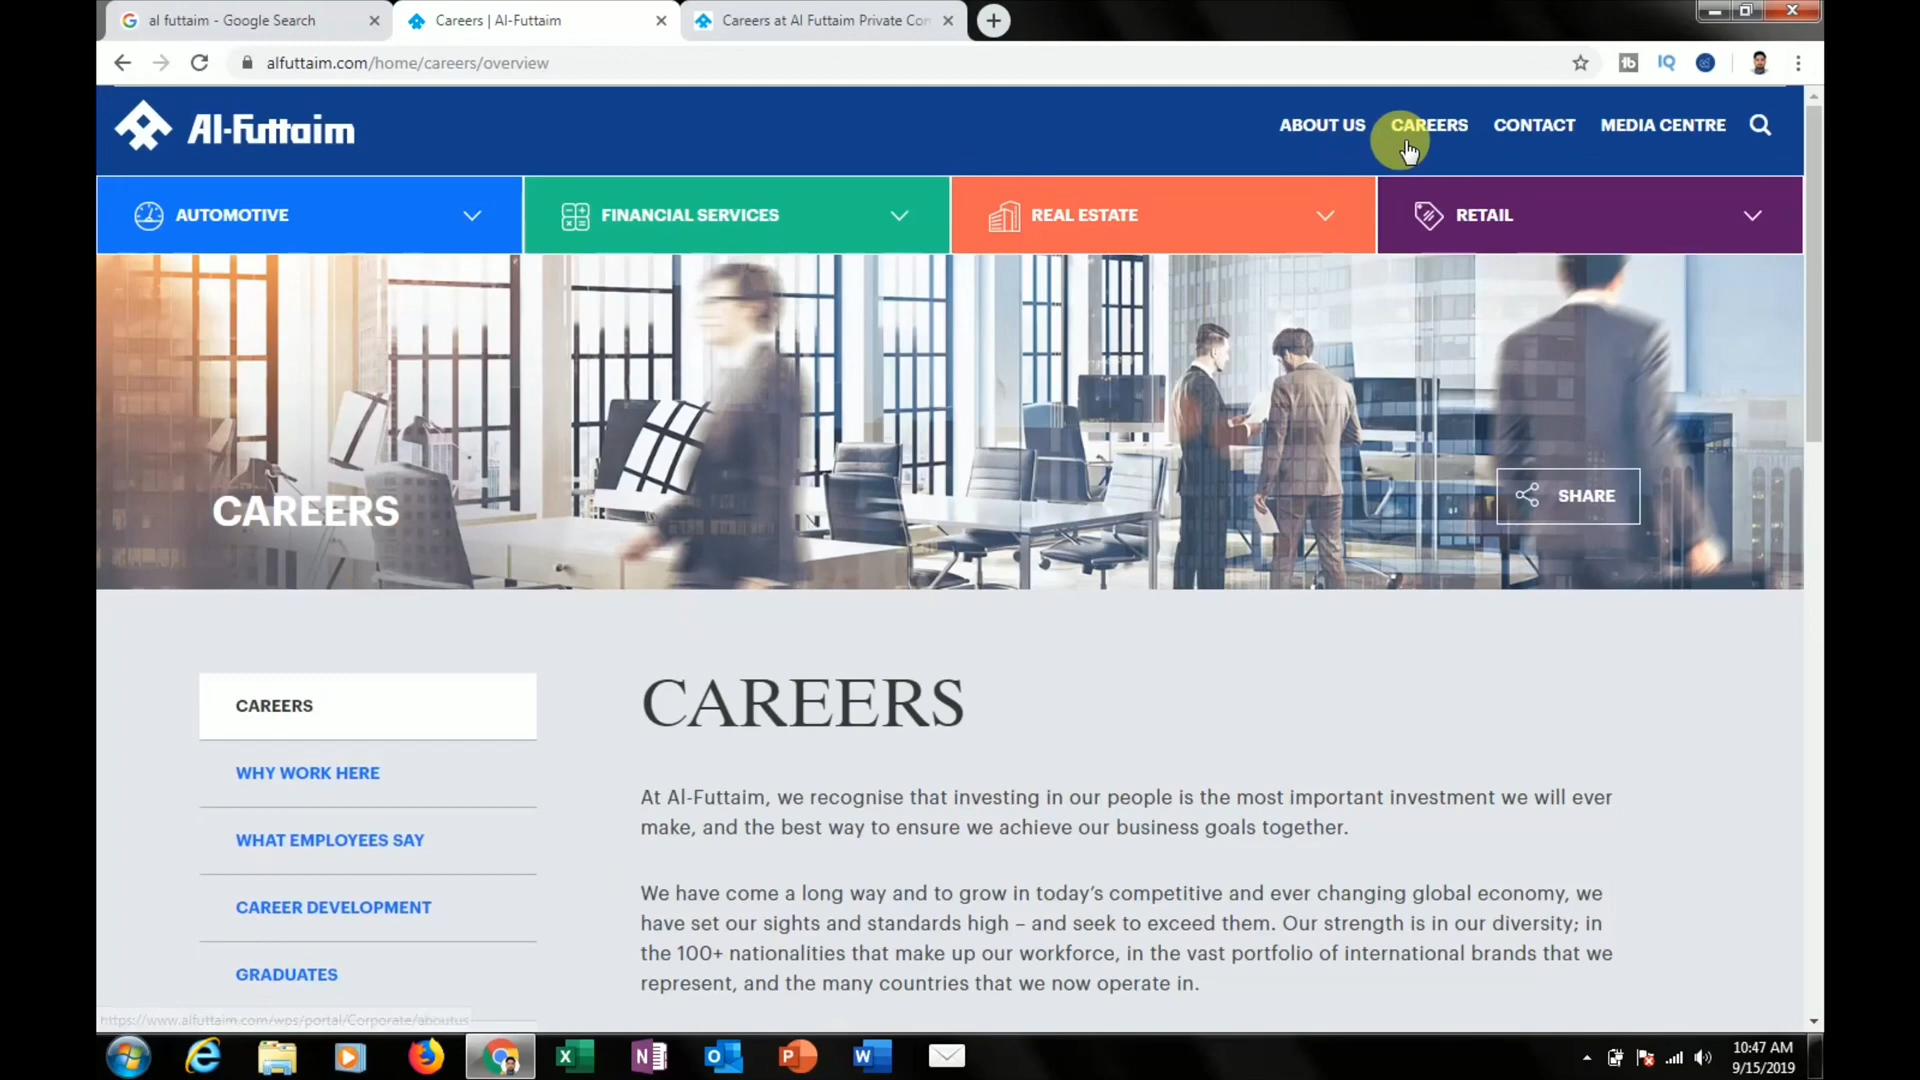 al futtaim - Google Search
Careers | Al-Futtaim
Careers at Al Futtaim Private Con
alfuttaim.com/home/careers/overview
tb
IQ
Al-Futtaim
ABOUT US
CAREERS
CONTACT
MEDIA CENTRE
AUTOMOTIVE
FINANCIAL SERVICES
REAL ESTATE
RETAIL
CAREERS
SHARE
CAREERS
WHY WORK HERE
WHAT EMPLOYEES SAY
CAREER DEVELOPMENT
GRADUATES
CAREERS
At Al-Futtaim, we recognise that investing in our people is the most important investment we will ever
make, and the best way to ensure we achieve our business goals together.
We have come a long way and to grow in today’s competitive and ever changing global economy, we
have set our sights and standards high – and seek to exceed them. Our strength is in our diversity; in
the 100+ nationalities that make up our workforce, in the vast portfolio of international brands that we
represent, and the many countries that we now operate in.
https://www.alfuttaim.com/wps/portal/Corporate/aboutus
10:47 AM
9/15/2019